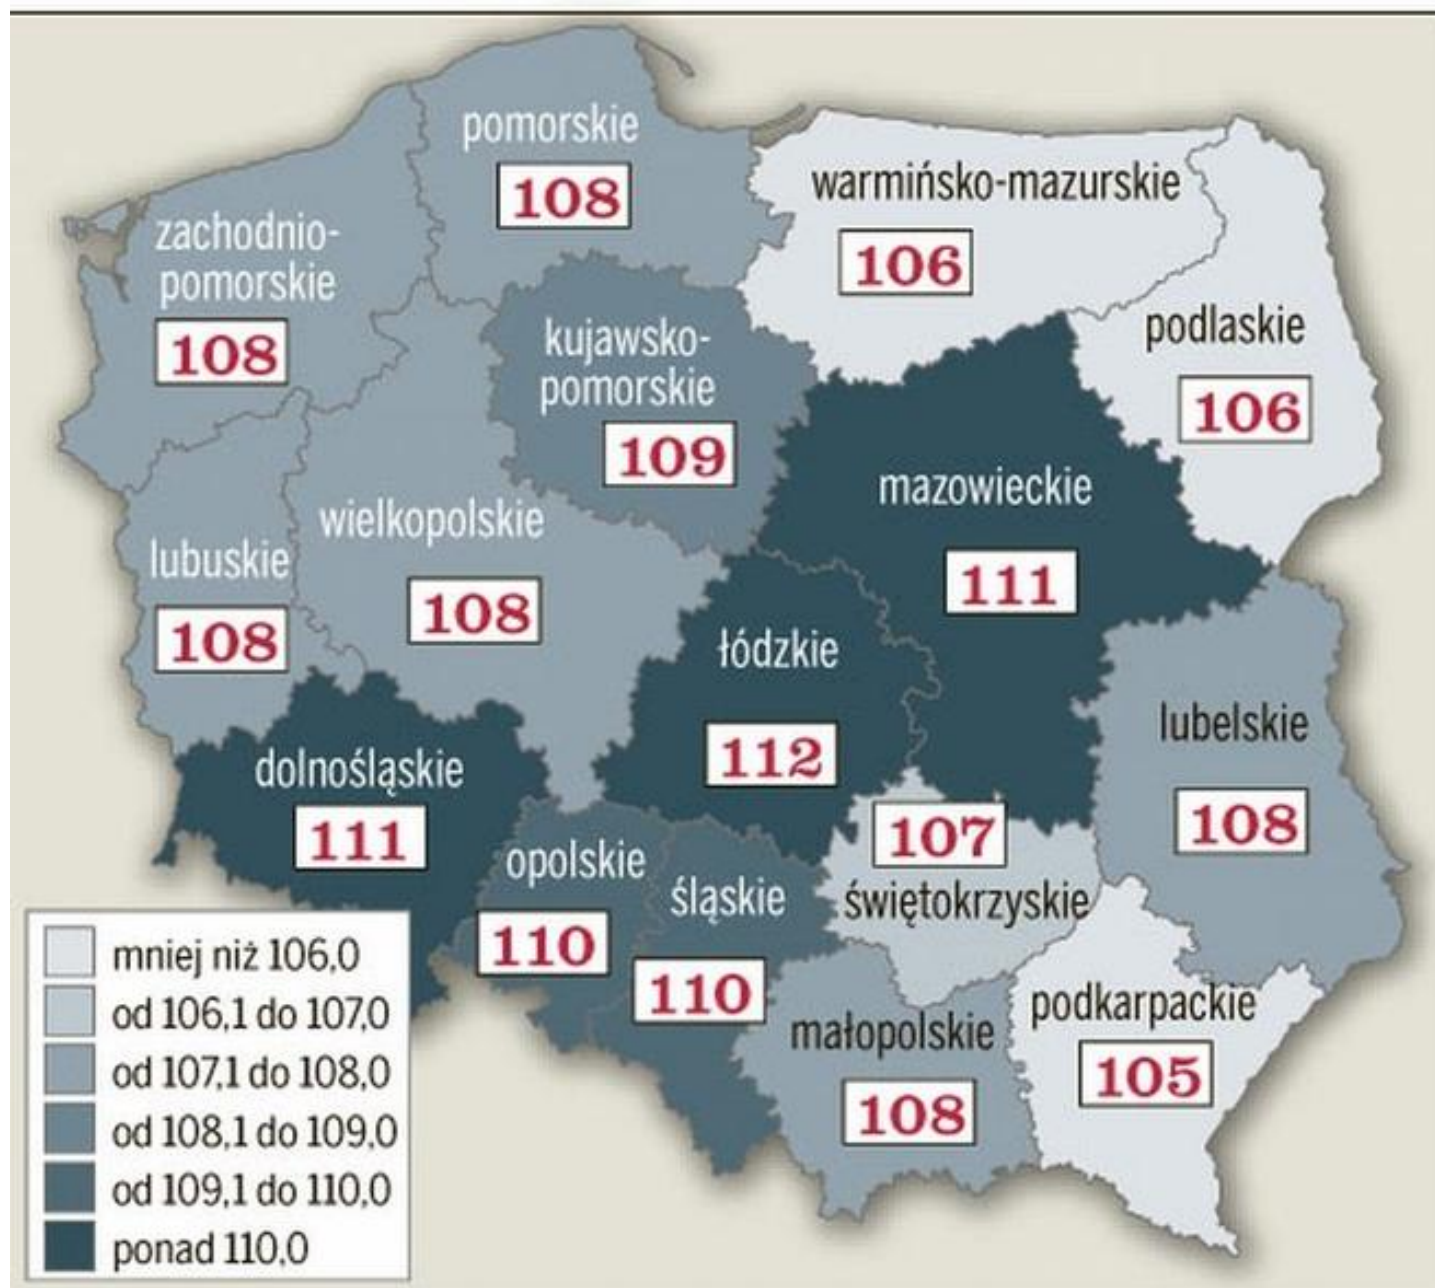 pomorskie
108
warmińsko-mazurskie
106
zachodnio-
pomorskie
108
kujawsko-
pomorskie
109
podlaskie
106
mazowieckie
111
wielkopolskie
108
lubuskie
108
łódzkie
112
lubelskie
108
dolnośląskie
111
opolskie
110
śląskie
110
107
świętokrzyskie
małopolskie
108
podkarpackie
105
mniej niż 106,0
od 106,1 do 107,0
od 107,1 do 108,0
od 108,1 do 109,0
od 109,1 do 110,0
ponad 110,0